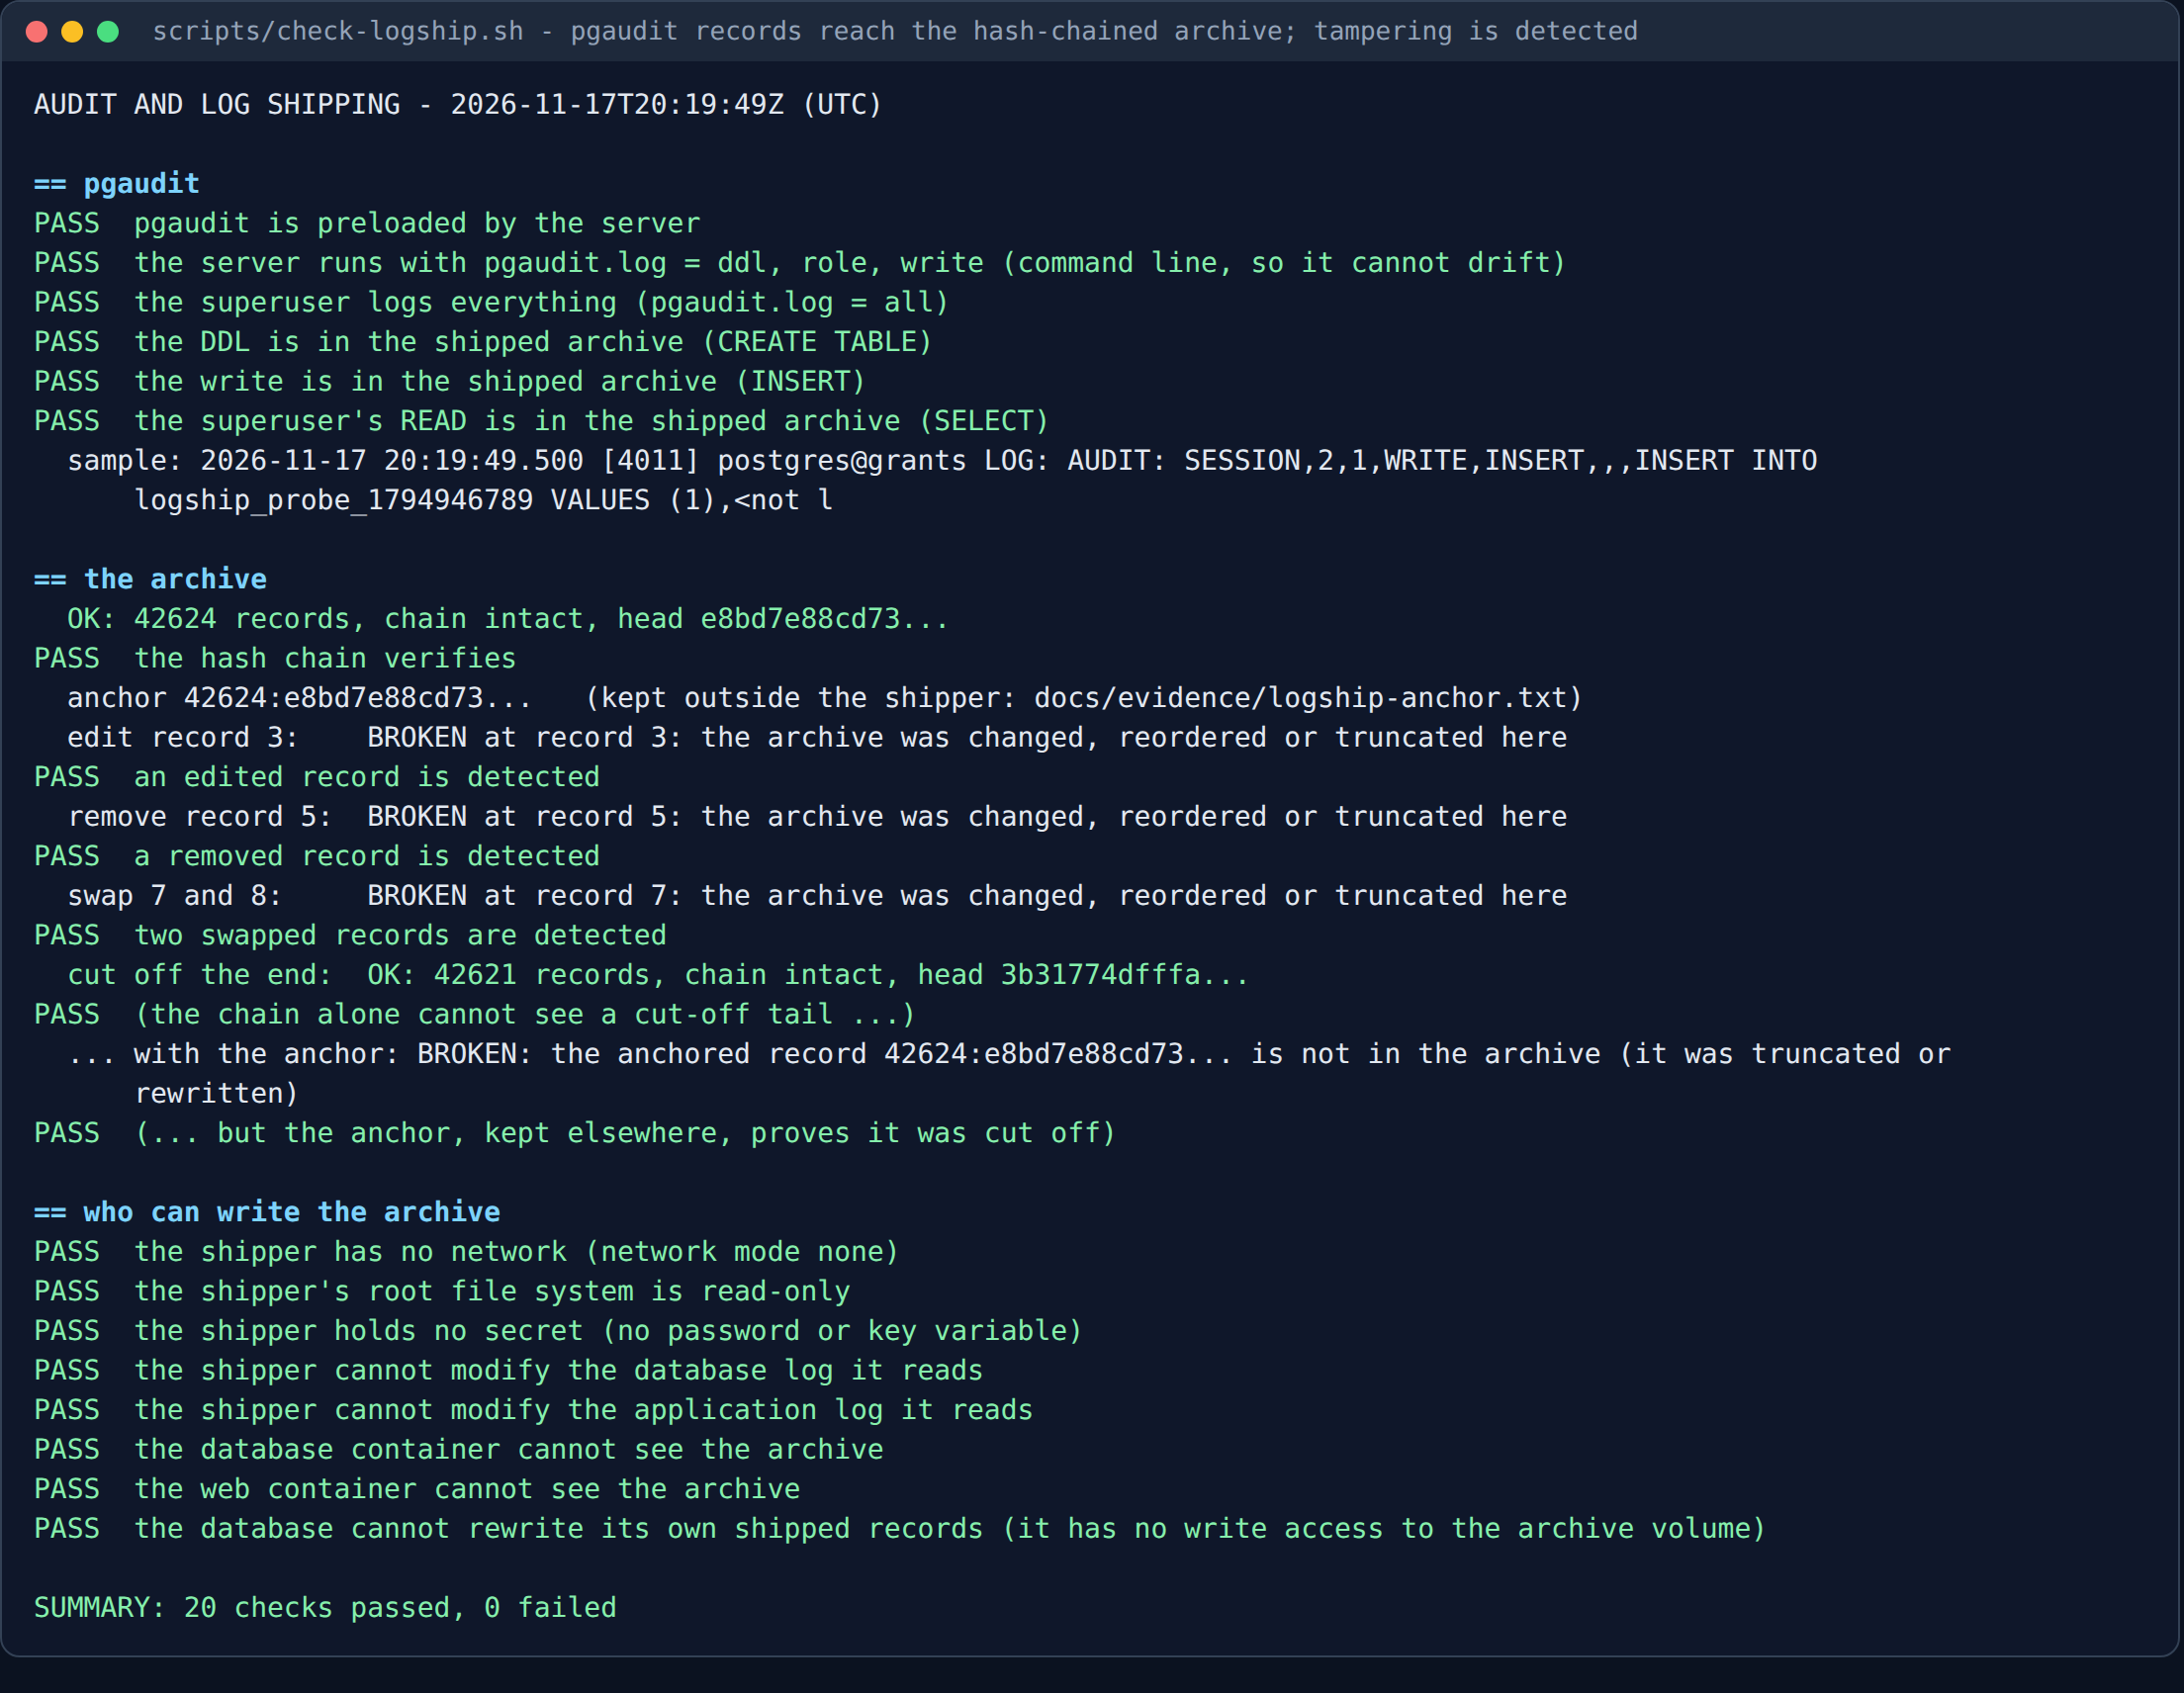 scripts/check-logship.sh - pgaudit records reach the hash-chained archive; tampering is detected
AUDIT AND LOG SHIPPING - 2026-11-17T20:19:49Z (UTC)
== pgaudit
PASS  pgaudit is preloaded by the server
PASS  the server runs with pgaudit.log = ddl, role, write (command line, so it cannot drift)
PASS  the superuser logs everything (pgaudit.log = all)
PASS  the DDL is in the shipped archive (CREATE TABLE)
PASS  the write is in the shipped archive (INSERT)
PASS  the superuser's READ is in the shipped archive (SELECT)
  sample: 2026-11-17 20:19:49.500 [4011] postgres@grants LOG: AUDIT: SESSION,2,1,WRITE,INSERT,,,INSERT INTO
      logship_probe_1794946789 VALUES (1),<not l
== the archive
  OK: 42624 records, chain intact, head e8bd7e88cd73...
PASS  the hash chain verifies
  anchor 42624:e8bd7e88cd73...   (kept outside the shipper: docs/evidence/logship-anchor.txt)
  edit record 3:    BROKEN at record 3: the archive was changed, reordered or truncated here
PASS  an edited record is detected
  remove record 5:  BROKEN at record 5: the archive was changed, reordered or truncated here
PASS  a removed record is detected
  swap 7 and 8:     BROKEN at record 7: the archive was changed, reordered or truncated here
PASS  two swapped records are detected
  cut off the end:  OK: 42621 records, chain intact, head 3b31774dfffa...
PASS  (the chain alone cannot see a cut-off tail ...)
  ... with the anchor: BROKEN: the anchored record 42624:e8bd7e88cd73... is not in the archive (it was truncated or
      rewritten)
PASS  (... but the anchor, kept elsewhere, proves it was cut off)
== who can write the archive
PASS  the shipper has no network (network mode none)
PASS  the shipper's root file system is read-only
PASS  the shipper holds no secret (no password or key variable)
PASS  the shipper cannot modify the database log it reads
PASS  the shipper cannot modify the application log it reads
PASS  the database container cannot see the archive
PASS  the web container cannot see the archive
PASS  the database cannot rewrite its own shipped records (it has no write access to the archive volume)
SUMMARY: 20 checks passed, 0 failed